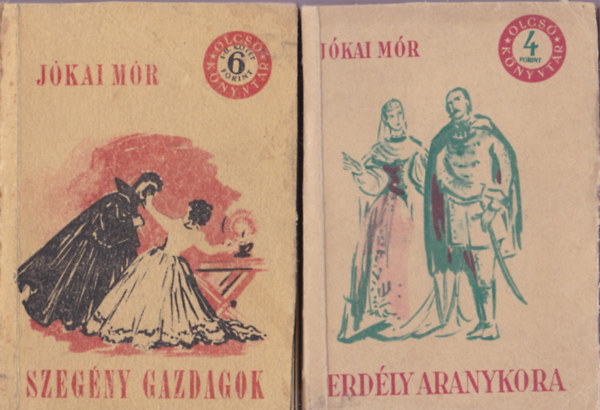 JÓKAI MÓR
OLCSÓ KÖNYVTÁR
6
FORINT
SZEGÉNY GAZDAGOK
JÓKAI MÓR
OLCSÓ KÖNYVTÁR
4
FORINT
ERDÉLY ARANYKORA